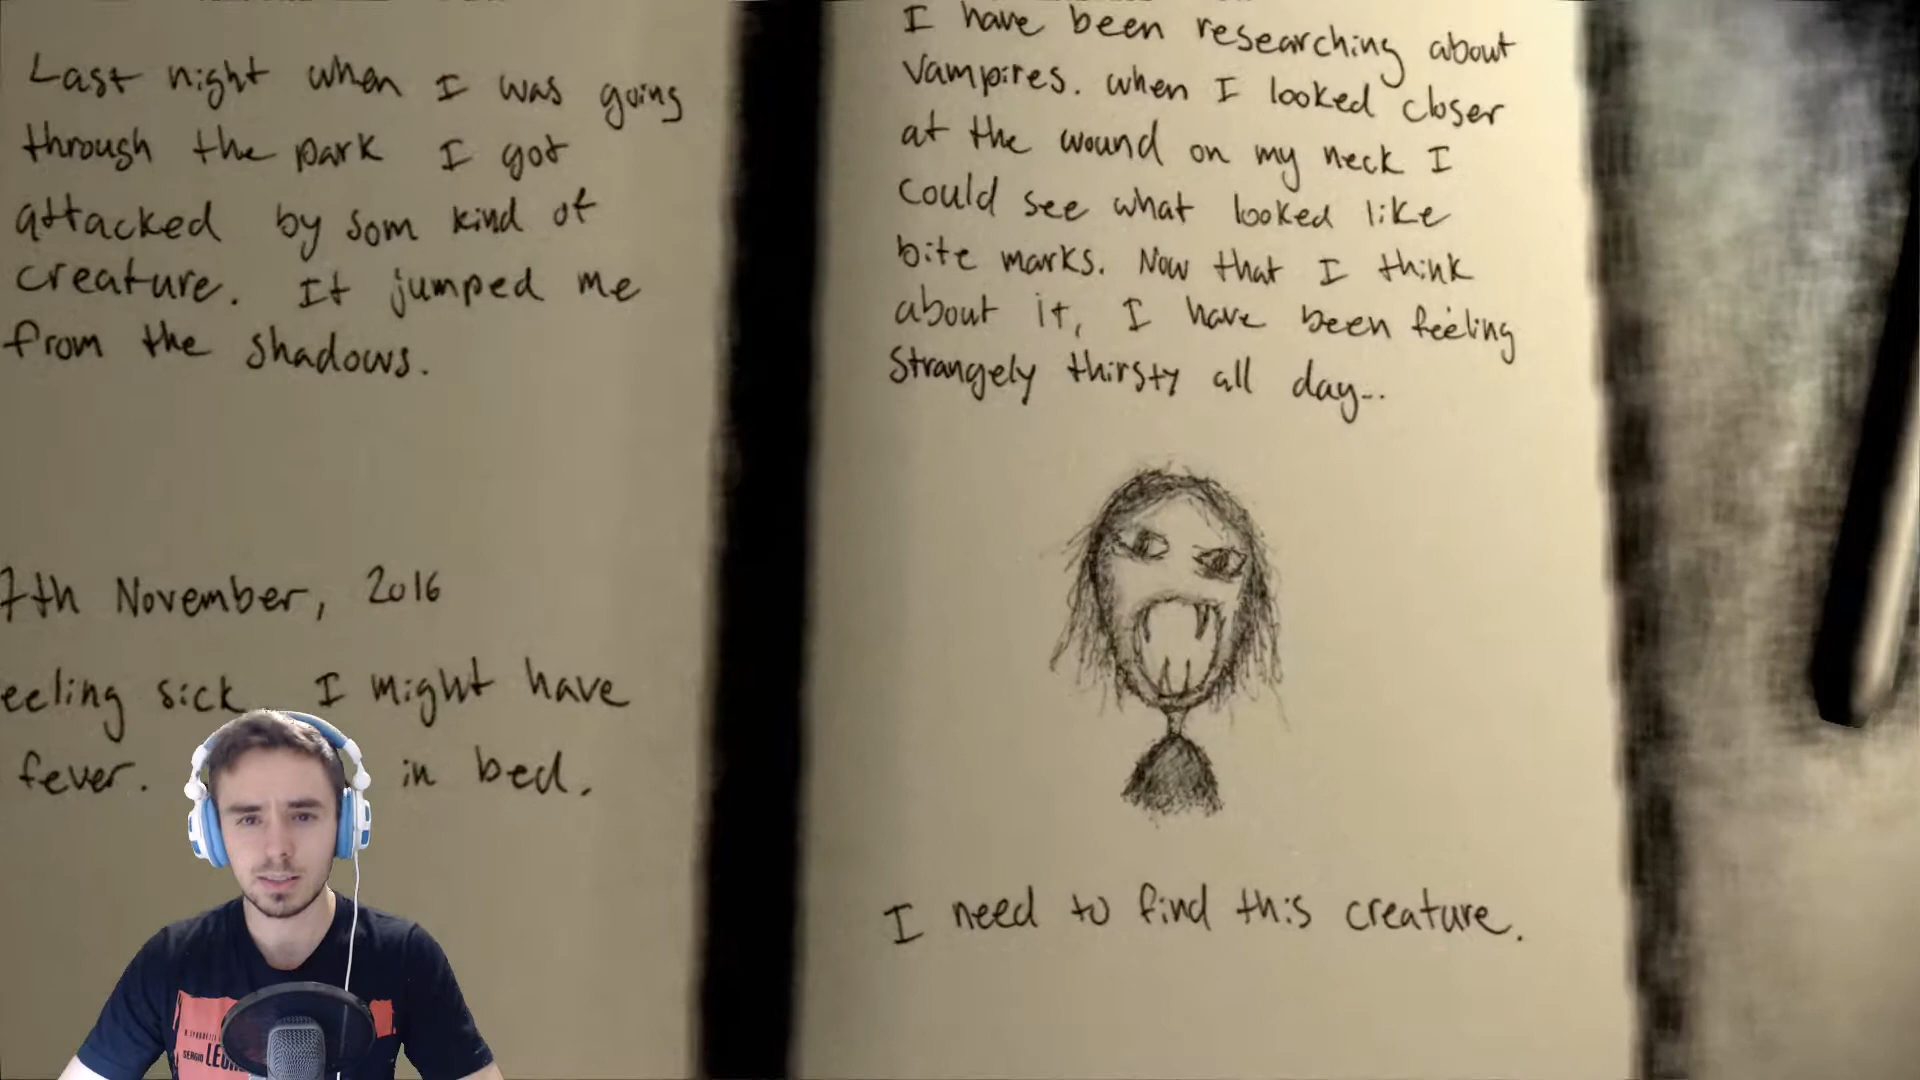 Last night when I was going
through the park I got
attacked by som kind of
creature. It jumped me
from the shadows.
7th November, 2016
eeling sick I might have
fever. in bed.
I have been researching about
vampires. when I looked closer
at the wound on my neck I
could see what looked like
bite marks. Now that I think
about it, I have been feeling
strangely thirsty all day...
I need to find this creature.
SERGIO